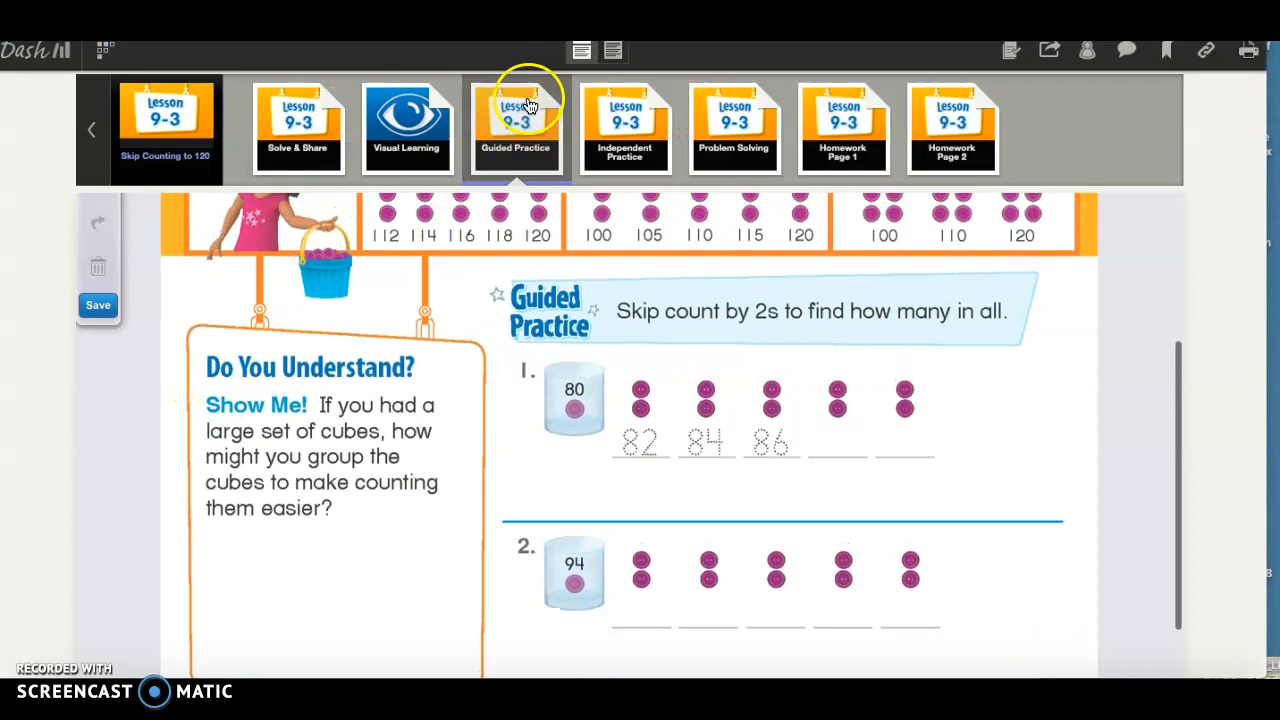 Dash
Lesson
9-3
Skip Counting to 120
Lesson
9-3
Solve & Share
Visual Learning
Lesson
9-3
Guided Practice
Lesson
9-3
Independent
Practice
Lesson
9-3
Problem Solving
Lesson
9-3
Homework
Page 1
Lesson
9-3
Homework
Page 2
Save
112 114 116 118 120
100 105 110 115 120
100 110 120
Guided
Practice
Skip count by 2s to find how many in all.
Do You Understand?
Show Me! If you had a
large set of cubes, how
might you group the
cubes to make counting
them easier?
1.
80
82 84 86
2.
94
RECORDED WITH
SCREENCAST MATIC